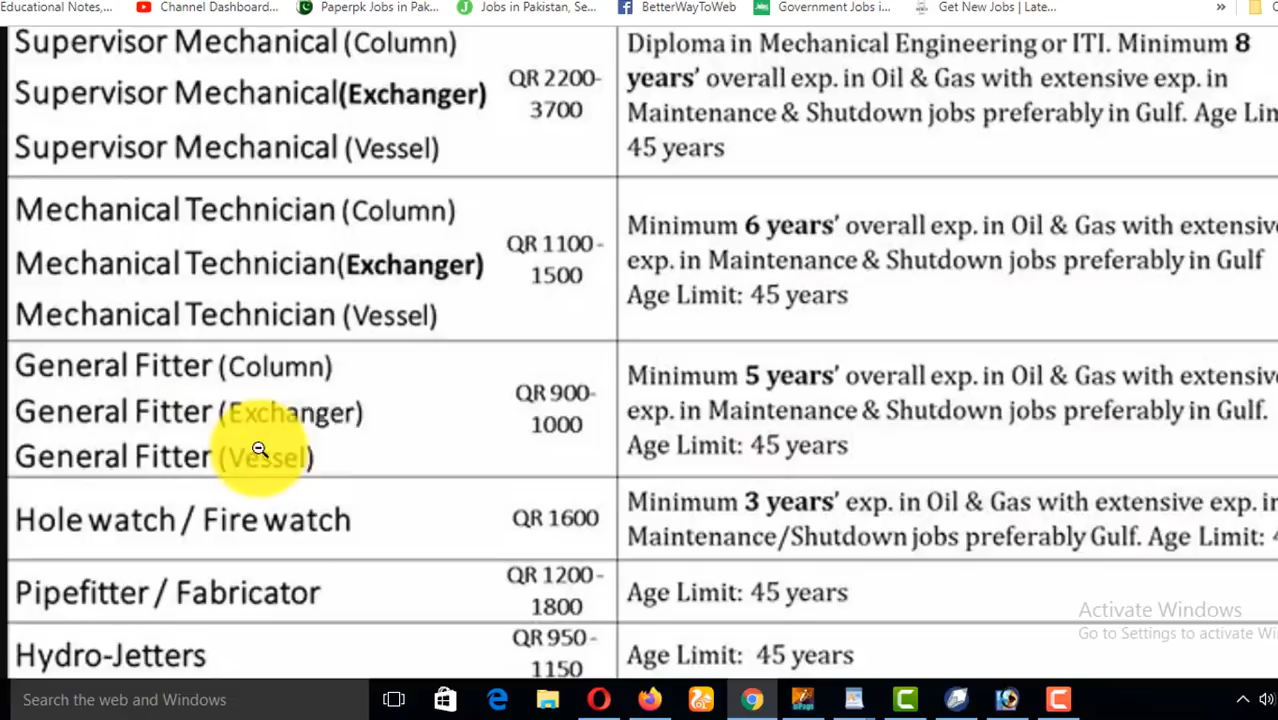 Educational Notes,... Channel Dashboard... Paperpk Jobs in Pak... Jobs in Pakistan, Se... BetterWayToWeb Government Jobs i... Get New Jobs | Late... »
Supervisor Mechanical (Column)
Supervisor Mechanical(Exchanger)
Supervisor Mechanical (Vessel)
QR 2200-
3700
Diploma in Mechanical Engineering or ITI. Minimum 8
years' overall exp. in Oil & Gas with extensive exp. in
Maintenance & Shutdown jobs preferably in Gulf. Age Lim
45 years
Mechanical Technician (Column)
Mechanical Technician(Exchanger)
Mechanical Technician (Vessel)
QR 1100 -
1500
Minimum 6 years' overall exp. in Oil & Gas with extensive
exp. in Maintenance & Shutdown jobs preferably in Gulf
Age Limit: 45 years
General Fitter (Column)
General Fitter (Exchanger)
General Fitter (Vessel)
QR 900-
1000
Minimum 5 years' overall exp. in Oil & Gas with extensive
exp. in Maintenance & Shutdown jobs preferably in Gulf.
Age Limit: 45 years
Hole watch / Fire watch
QR 1600
Minimum 3 years' exp. in Oil & Gas with extensive exp. in
Maintenance/Shutdown jobs preferably Gulf. Age Limit: 4
Pipefitter / Fabricator
QR 1200 -
1800
Age Limit: 45 years
Hydro-Jetters
QR 950 -
1150
Age Limit: 45 years
Activate Windows
Go to Settings to activate Wi
Search the web and Windows